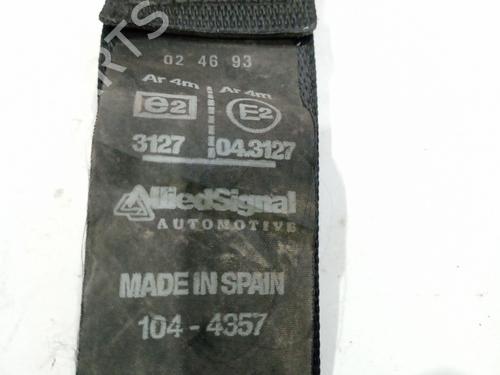 02 46 93
Ar 4m Ar 4m
e2 E2
3127 04.3127
AlliedSignal
AUTOMOTIVE
MADE IN SPAIN
104-4357